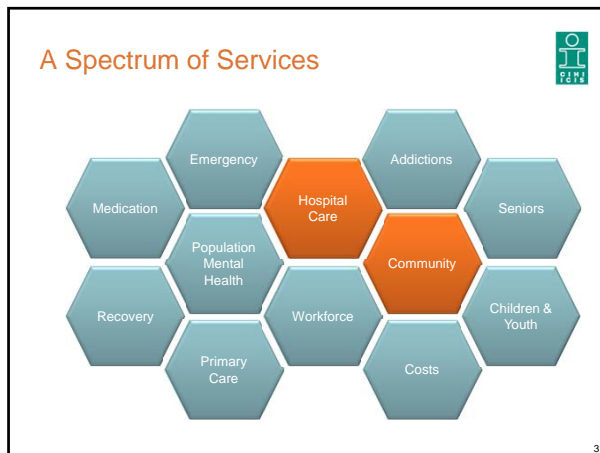 A Spectrum of Services
CIHI
ICIS
Emergency
Addictions
Medication
Hospital
Care
Seniors
Population
Mental
Health
Community
Recovery
Workforce
Children &
Youth
Primary
Care
Costs
3